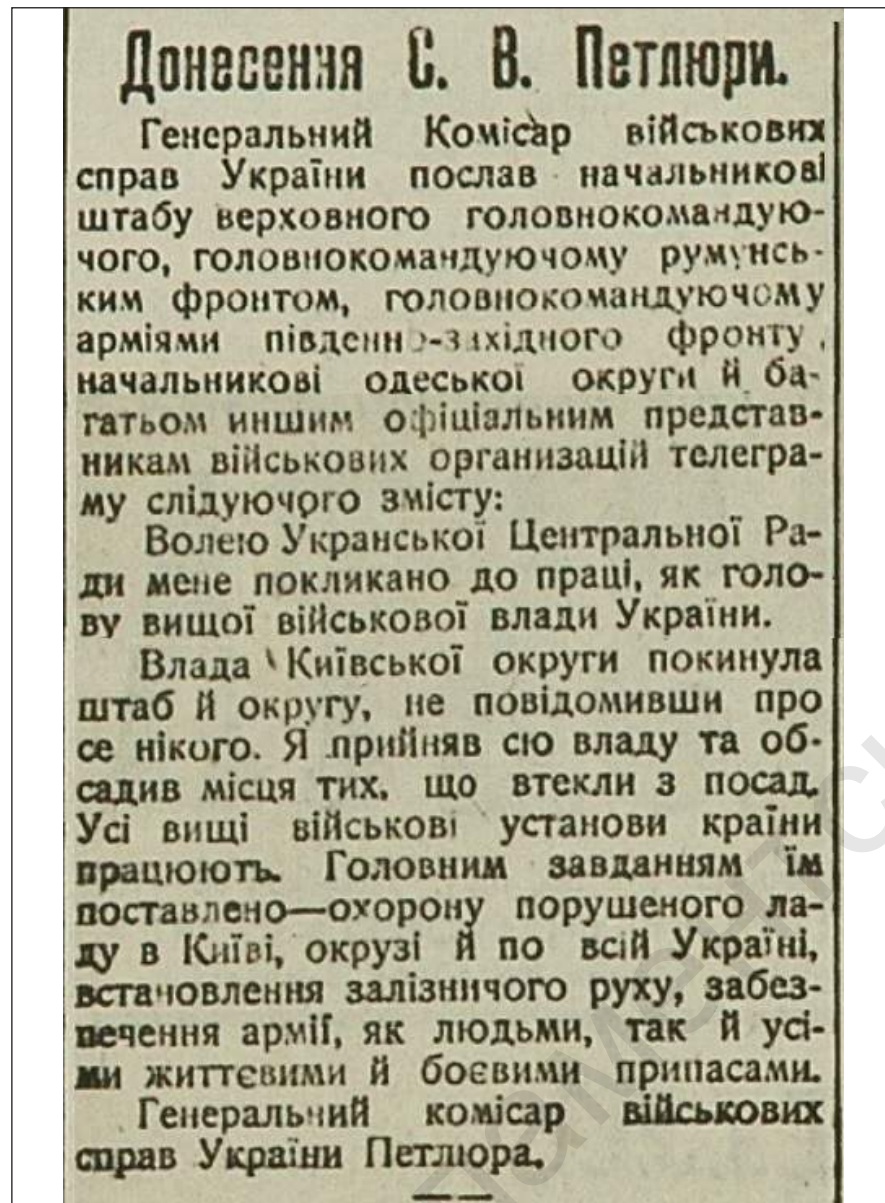 Донесення С. В. Петлюри.
Генеральний Комісар військових
справ України послав начальникові
штабу верховного головнокомандую-
чого, головнокомандуючому румунсь-
ким фронтом, головнокомандуючому
арміями південно-західного фронту,
начальникові одеської округи й ба-
гатьом иншим офіціальним представ-
никам військових организацій телегра-
му слідуючого змісту:
Волею Укранської Центральної Ра-
ди мене покликано до праці, як голо-
ву вищої військової влади України.
Влада Київської округи покинула
штаб й округу, не повідомивши про
се нікого. Я прийняв сю владу та об-
садив місця тих. що втекли з посад.
Усі вищі військові установи країни
працюють. Головним завданням їм
поставлено—охорону порушеного ла-
ду в Київі, окрузі й по всій Україні,
встановлення залізничого руху, забез-
печення армії, як людьми, так й усі-
ми життєвими й боєвими припасами.
Генеральний комісар військових
справ України Петлюра.